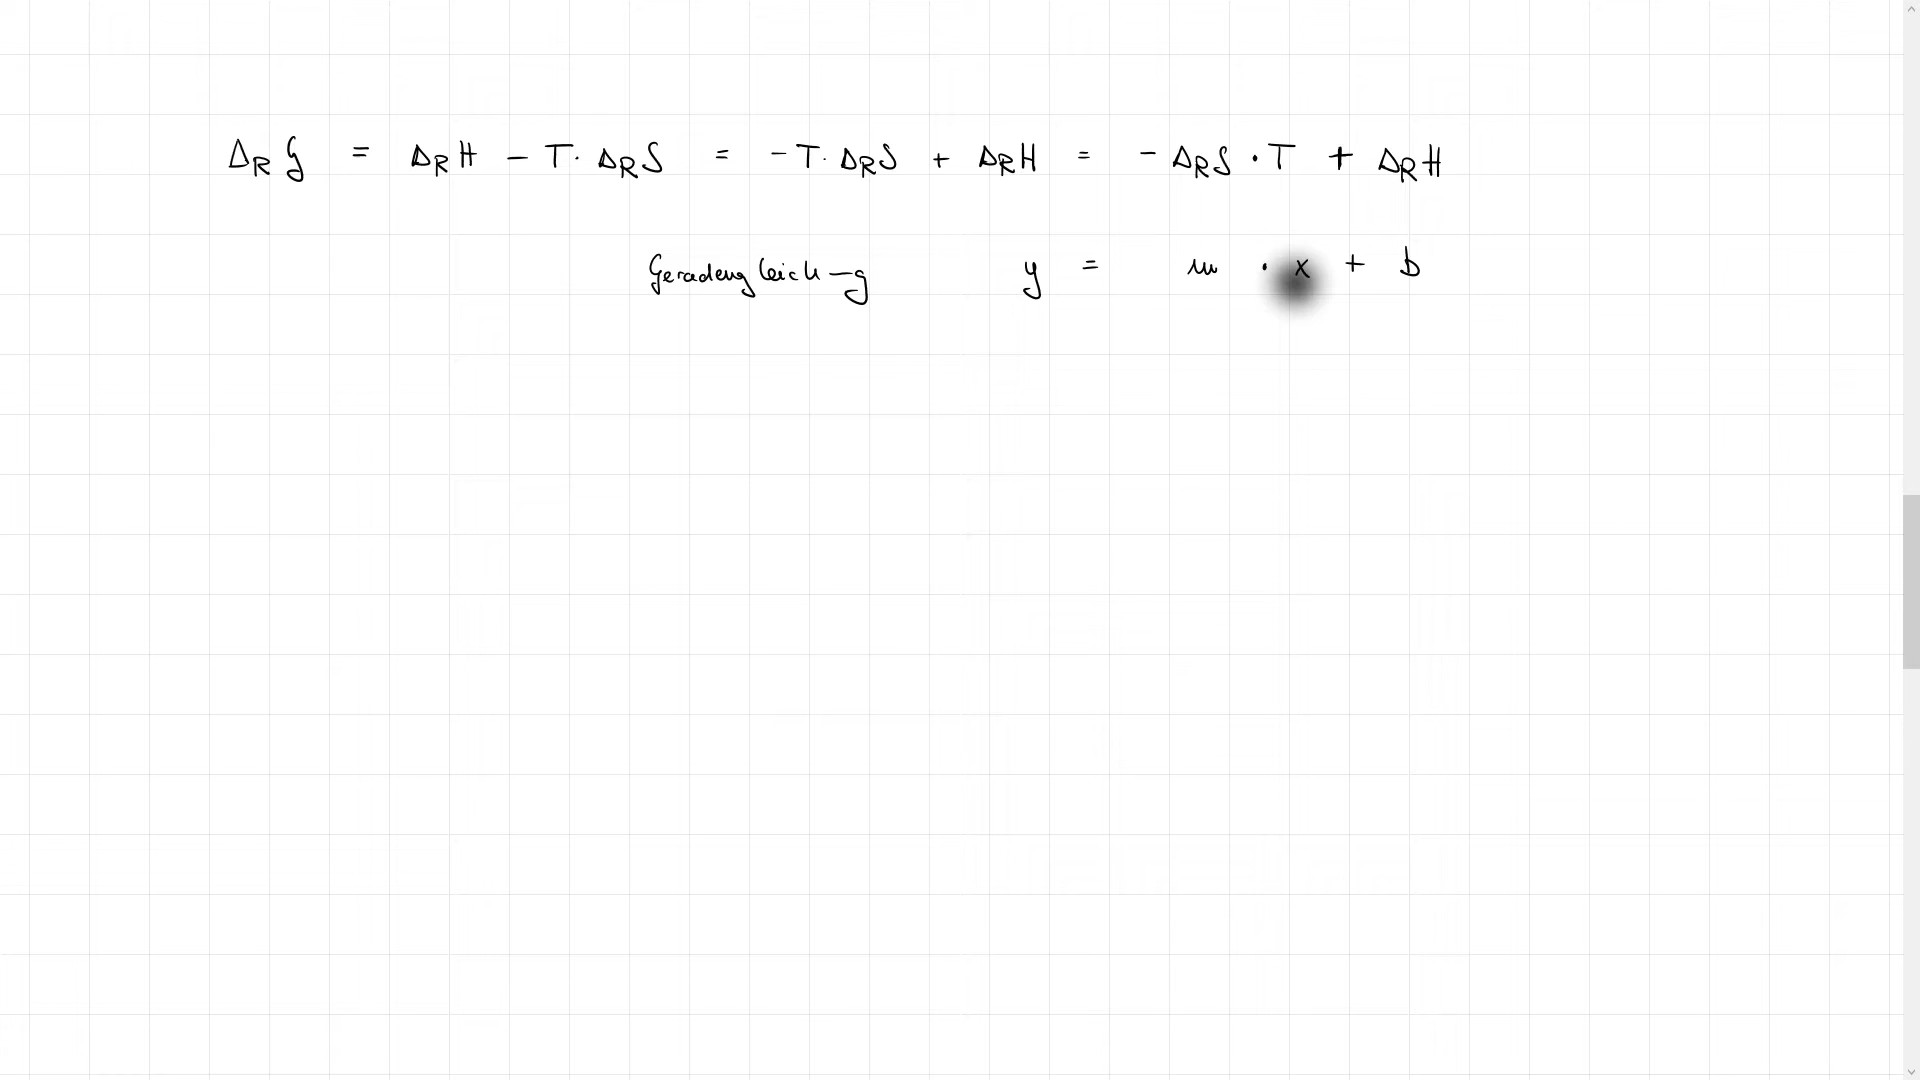 Δ_R G = Δ_R H − T · Δ_R S = − T · Δ_R S + Δ_R H = − Δ_R S · T + Δ_R H
Geradengleichung y = m · x + b